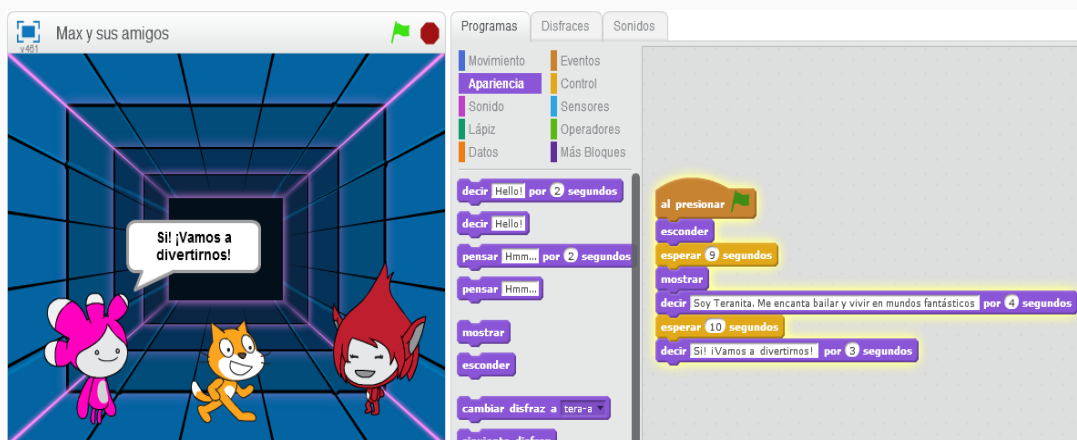 Max y sus amigos
v461
Si! ¡Vamos a
divertirnos!
Programas
Disfraces
Sonidos
Movimiento
Eventos
Apariencia
Control
Sonido
Sensores
Lápiz
Operadores
Datos
Más Bloques
decir Hello! por 2 segundos
decir Hello!
pensar Hmm... por 2 segundos
pensar Hmm...
mostrar
esconder
cambiar disfraz a tera-a
siguiente disfraz
al presionar
esconder
esperar 9 segundos
mostrar
decir Soy Teranita. Me encanta bailar y vivir en mundos fantásticos por 4 segundos
esperar 10 segundos
decir Si! ¡Vamos a divertirnos! por 3 segundos